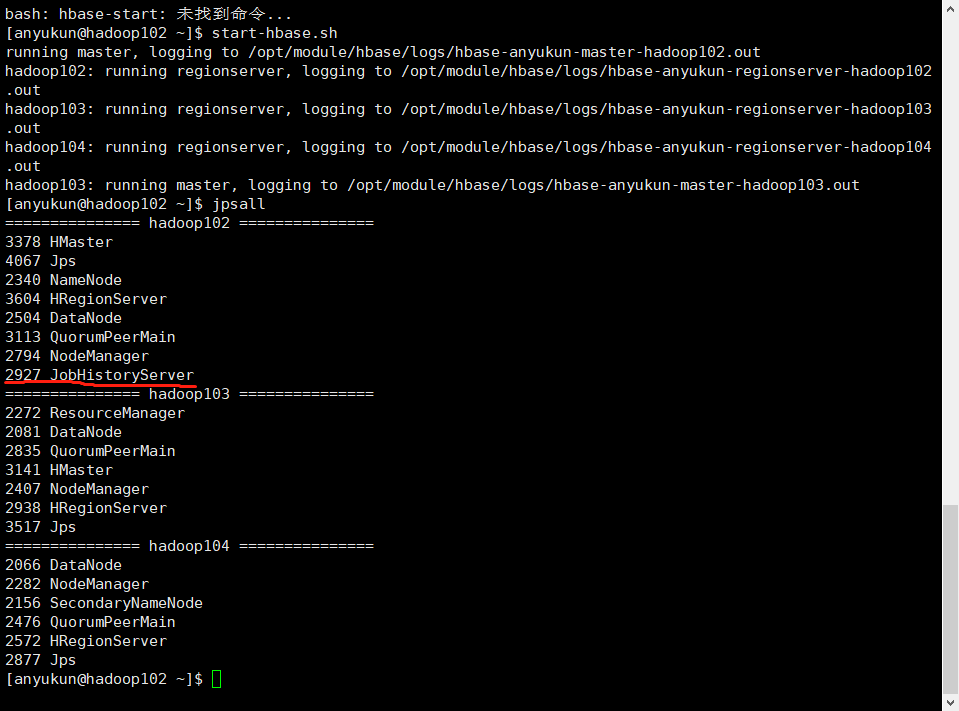 bash: hbase-start: 未找到命令...
[anyukun@hadoop102 ~]$ start-hbase.sh
running master, logging to /opt/module/hbase/logs/hbase-anyukun-master-hadoop102.out
hadoop102: running regionserver, logging to /opt/module/hbase/logs/hbase-anyukun-regionserver-hadoop102
.out
hadoop103: running regionserver, logging to /opt/module/hbase/logs/hbase-anyukun-regionserver-hadoop103
.out
hadoop104: running regionserver, logging to /opt/module/hbase/logs/hbase-anyukun-regionserver-hadoop104
.out
hadoop103: running master, logging to /opt/module/hbase/logs/hbase-anyukun-master-hadoop103.out
[anyukun@hadoop102 ~]$ jpsall
=============== hadoop102 ===============
3378 HMaster
4067 Jps
2340 NameNode
3604 HRegionServer
2504 DataNode
3113 QuorumPeerMain
2794 NodeManager
2927 JobHistoryServer
=============== hadoop103 ===============
2272 ResourceManager
2081 DataNode
2835 QuorumPeerMain
3141 HMaster
2407 NodeManager
2938 HRegionServer
3517 Jps
=============== hadoop104 ===============
2066 DataNode
2282 NodeManager
2156 SecondaryNameNode
2476 QuorumPeerMain
2572 HRegionServer
2877 Jps
[anyukun@hadoop102 ~]$